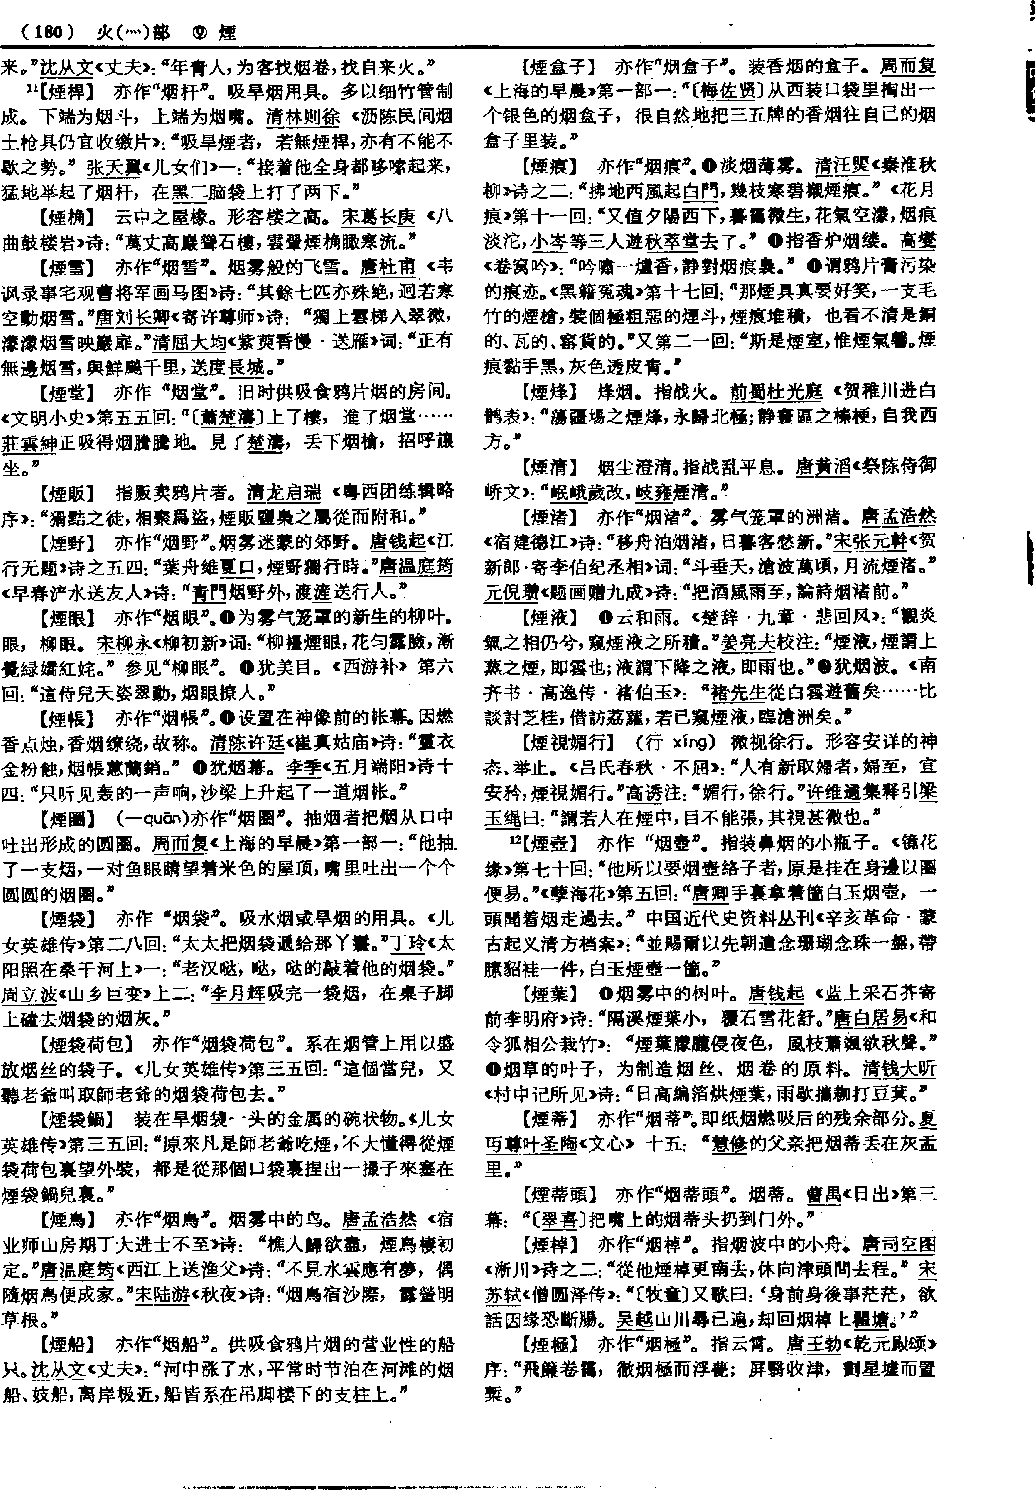 (180) 火(灬)部 ⑨ 煙
来。”沈从文《丈夫》：“年青人，为客找烟卷，找自来火。”
11【煙桿】 亦作“烟杆”。吸旱烟用具。多以细竹管制
成。下端为烟斗，上端为烟嘴。清林则徐《沥陈民间烟
土枪具仍宜收缴片》：“吸旱煙者，若無煙桿，亦有不能不
歇之勢。” 张天翼《儿女们》一：“接着他全身都哆嗦起来，
猛地举起了烟杆，在黑二脑袋上打了两下。”
【煙桷】 云中之屋椽。形容楼之高。宋葛长庚《八
曲鼓楼岩》诗：“萬丈高巖聳石樓，雲聲煙桷瞰寒流。”
【煙雪】 亦作“烟雪”。烟雾般的飞雪。唐杜甫《韦
讽录事宅观曹将军画马图》诗：“其餘七匹亦殊绝，迥若寒
空動烟雪。”唐刘长卿《寄许尊师》诗：“獨上雲梯入翠微，
濛濛烟雪映巖扉。”清屈大均《紫萸香慢·送雁》词：“正有
無邊烟雪，與鮮飈千里，送度長城。”
【煙堂】 亦作“烟堂”。旧时供吸食鸦片烟的房间。
《文明小史》第五五回：“〔蕭楚濤〕上了樓，進了烟堂……
莊雲紳正吸得烟騰騰地。見了楚濤，丢下烟槍，招呼讓
坐。”
【煙販】 指贩卖鸦片者。清龙启瑞《粤西团练辑略
序》：“猾黠之徒，相聚爲盜，煙販鹽梟之屬從而附和。”
【煙野】 亦作“烟野”。烟雾迷蒙的郊野。唐钱起《江
行无题》诗之五四：“葉舟維夏口，煙野獨行時。”唐温庭筠
《早春浐水送友人》诗：“青門烟野外，渡滻送行人。”
【煙眼】 亦作“烟眼”。❶为雾气笼罩的新生的柳叶。
眼，柳眼。宋柳永《柳初新》词：“柳擡煙眼，花勻露臉，漸
覺緑嬌紅姹。” 参见“柳眼”。❷犹美目。《西游补》第六
回：“這侍兒天姿翠動，烟眼撩人。”
【煙帳】 亦作“烟帳”。❶设置在神像前的帐幕。因燃
香点烛，香烟缭绕，故称。清陈许廷《崔真姑庙》诗：“靈衣
金粉蝕，烟帳蕙蘭銷。” ❷犹烟幕。李季《五月端阳》诗十
四：“只听见轰的一声响，沙梁上升起了一道烟帐。”
【煙圈】 (—quān)亦作“烟圈”。抽烟者把烟从口中
吐出形成的圆圈。周而复《上海的早晨》第一部一：“他抽
了一支烟，一对鱼眼睛望着米色的屋顶，嘴里吐出一个个
圆圆的烟圈。”
【煙袋】 亦作“烟袋”。吸水烟或旱烟的用具。《儿
女英雄传》第二八回：“太太把烟袋遞给那丫鬟。”丁玲《太
阳照在桑干河上》一：“老汉哒，哒，哒的敲着他的烟袋。”
周立波《山乡巨变》上二：“李月辉吸完一袋烟，在桌子脚
上磕去烟袋的烟灰。”
【煙袋荷包】 亦作“烟袋荷包”。系在烟管上用以盛
放烟丝的袋子。《儿女英雄传》第三五回：“這個當兒，又
聽老爺叫取師老爺的烟袋荷包去。”
【煙袋鍋】 装在旱烟袋一头的金属的碗状物。《儿女
英雄传》第三五回：“原來凡是師老爺吃煙，不大懂得從煙
袋荷包裏望外裝，都是從那個口袋裏捏出一撮子來塞在
煙袋鍋兒裏。”
【煙鳥】 亦作“烟鳥”。烟雾中的鸟。唐孟浩然《宿
业师山房期丁大进士不至》诗：“樵人歸欲盡，煙鳥棲初
定。”唐温庭筠《西江上送渔父》诗：“不見水雲應有夢，偶
隨烟鳥便成家。”宋陆游《秋夜》诗：“烟鳥宿沙際，露螢明
草根。”
【煙船】 亦作“烟船”。供吸食鸦片烟的营业性的船
只。沈从文《丈夫》：“河中涨了水，平常时节泊在河滩的烟
船、妓船，离岸极近，船皆系在吊脚楼下的支柱上。”
【煙盒子】 亦作“烟盒子”。装香烟的盒子。周而复
《上海的早晨》第一部一：“〔梅佐贤〕从西装口袋里掏出一
个银色的烟盒子，很自然地把三五牌的香烟往自己的烟
盒子里装。”
【煙痕】 亦作“烟痕”。❶淡烟薄雾。清汪㷆《秦淮秋
柳》诗之二：“拂地西風起白門，幾枝寒碧襯煙痕。”《花月
痕》第十一回：“又值夕陽西下，暮靄微生，花氣空濛，烟痕
淡沱，小岑等三人遊秋萃堂去了。” ❷指香炉烟缕。高燮
《卷窝吟》：“吟嘯一爐香，静對烟痕裊。” ❸谓鸦片膏污染
的痕迹。《黑籍冤魂》第十七回：“那煙具真要好笑，一支毛
竹的煙槍，裝個極粗惡的煙斗，煙痕堆積，也看不清是銅
的、瓦的、窑貨的。”又第二一回：“斯是煙室，惟煙氣馨。煙
痕黏手黑，灰色透皮青。”
【煙烽】 烽烟。指战火。前蜀杜光庭《贺雅川进白
鹊表》：“蕩疆場之煙烽，永歸北極；静寰區之榛梗，自我西
方。”
【煙清】 烟尘澄清。指战乱平息。唐黄滔《祭陈侍御
峤文》：“岷峨歲改，岐雍煙清。”
【煙渚】 亦作“烟渚”。雾气笼罩的洲渚。唐孟浩然
《宿建德江》诗：“移舟泊烟渚，日暮客愁新。”宋张元幹《贺
新郎·寄李伯纪丞相》词：“斗垂天，滄波萬頃，月流煙渚。”
元倪瓒《题画赠九成》诗：“把酒風雨至，論詩烟渚前。”
【煙液】 ❶云和雨。《楚辞·九章·悲回风》：“觀炎
氣之相仍兮，窺煙液之所積。”姜亮夫校注：“煙液，煙謂上
蒸之煙，即雲也；液謂下降之液，即雨也。”❷犹烟波。《南
齐书·高逸传·褚伯玉》：“褚先生從白雲遊舊矣……比
談討芝桂，借訪荔蘿，若已窺煙液，臨滄洲矣。”
【煙視媚行】 (行 xíng) 微视徐行。形容安详的神
态、举止。《吕氏春秋·不屈》：“人有新取婦者，婦至，宜
安矜，煙視媚行。”高诱注：“媚行，徐行。”许维遹集释引梁
玉绳曰：“謂若人在煙中，目不能張，其視甚微也。”
12【煙壺】 亦作“烟壺”。指装鼻烟的小瓶子。《镜花
缘》第七十回：“他所以要烟壺络子者，原是挂在身邊以圖
便易。”《孽海花》第五回：“唐卿手裏拿着個白玉烟壺，一
頭聞着烟走過去。” 中国近代史资料丛刊《辛亥革命·蒙
古起义清方档案》：“並賜爾以先朝遺念珊瑚念珠一盤，帶
膆貂褂一件，白玉煙壺一個。”
【煙葉】 ❶烟雾中的树叶。唐钱起《蓝上采石芥寄
前李明府》诗：“隔溪煙葉小，覆石雪花舒。”唐白居易《和
令狐相公栽竹》：“煙葉朦朧侵夜色，風枝蕭颯欲秋聲。”
❷烟草的叶子，为制造烟丝、烟卷的原料。清钱大昕
《村中记所见》诗：“日高編箔烘煙葉，雨歇攜耞打豆萁。”
【煙蒂】 亦作“烟蒂”。即纸烟燃吸后的残余部分。夏
丏尊叶圣陶《文心》十五：“慧修的父亲把烟蒂丢在灰盂
里。”
【煙蒂頭】 亦作“烟蒂頭”。烟蒂。曹禺《日出》第三
幕：“〔翠喜〕把嘴上的烟蒂头扔到门外。”
【煙棹】 亦作“烟棹”。指烟波中的小舟。唐司空图
《淅川》诗之二：“從他煙棹更南去，休向津頭問去程。” 宋
苏轼《僧圆泽传》：“〔牧童〕又歌曰：‘身前身後事茫茫，欲
話因缘恐斷腸。吴越山川尋已遍，却回烟棹上瞿塘。’”
【煙極】 亦作“烟極”。指云霄。唐王勃《乾元殿颂》
序：“飛簾卷靄，徹烟極而浮甍；屏翳收津，劃星墟而置
槷。”